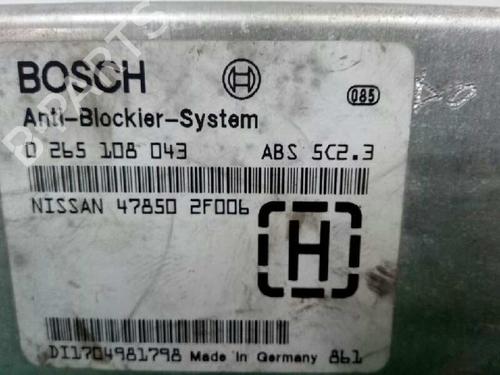 BOSCH
085
Anti-Blockier-System
0 265 108 043 ABS 5C2.3
NISSAN 47850 2F006
H
DI1704981798 Made in Germany 861
B-PARTS